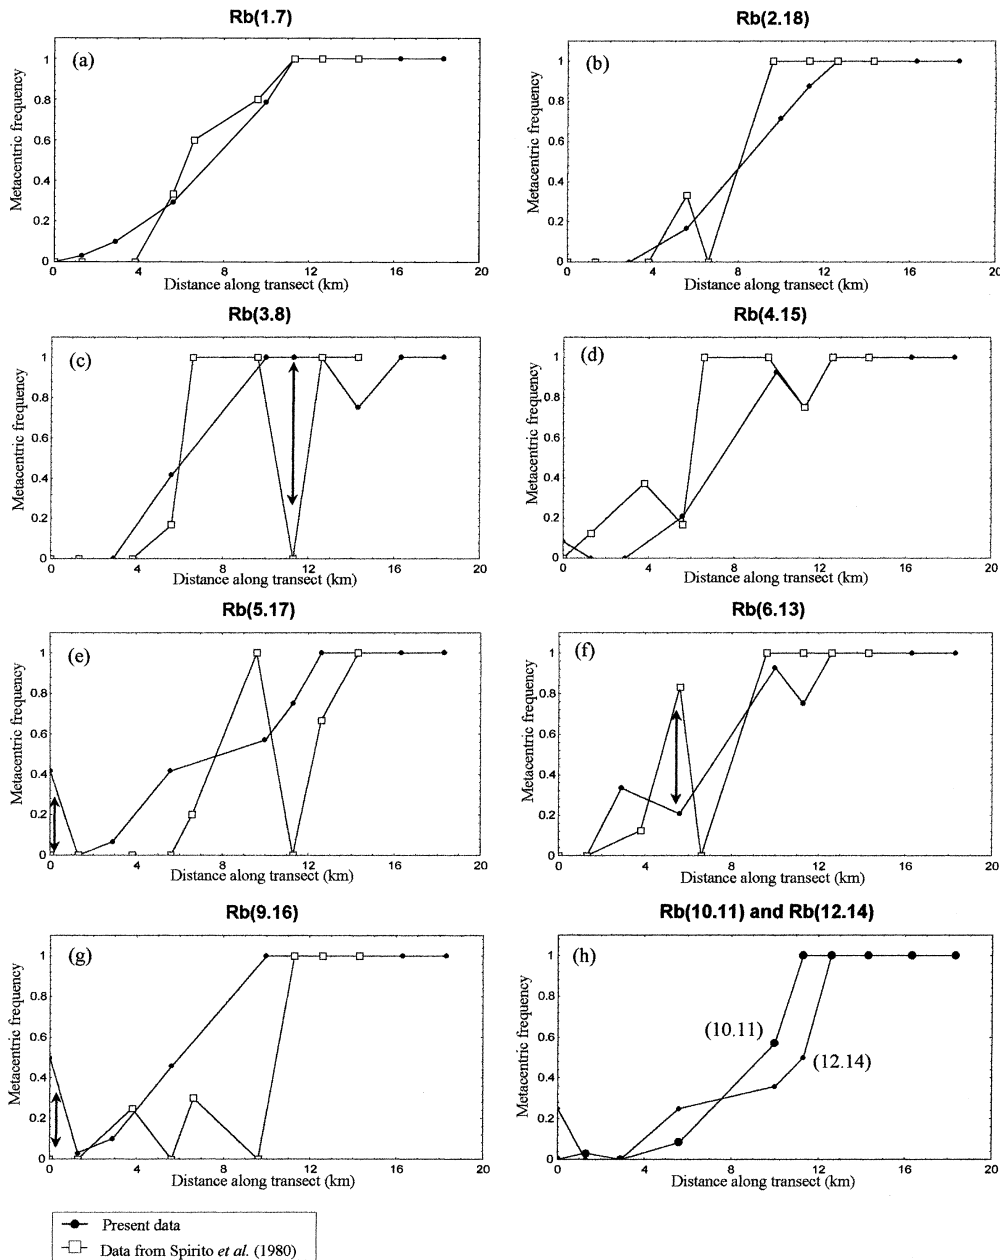 Rb(1.7)
Rb(2.18)
(a)
(b)
Metacentric frequency
Metacentric frequency
1
0.8
0.6
0.4
0.2
0
1
0.8
0.6
0.4
0.2
0
0 4 8 12 16 20
0 4 8 12 16 20
Distance along transect (km)
Distance along transect (km)
Rb(3.8)
Rb(4.15)
(c)
(d)
Metacentric frequency
Metacentric frequency
1
0.8
0.6
0.4
0.2
0
1
0.8
0.6
0.4
0.2
0
0 4 8 12 16 20
0 4 8 12 16 20
Distance along transect (km)
Distance along transect (km)
Rb(5.17)
Rb(6.13)
(e)
(f)
Metacentric frequency
Metacentric frequency
1
0.8
0.6
0.4
0.2
0
1
0.8
0.6
0.4
0.2
0
0 4 8 12 16 20
0 4 8 12 16 20
Distance along transect (km)
Distance along transect (km)
Rb(9.16)
Rb(10.11) and Rb(12.14)
(g)
(h)
Metacentric frequency
Metacentric frequency
1
0.8
0.6
0.4
0.2
0
1
0.8
0.6
0.4
0.2
0
(10.11)
(12.14)
0 4 8 12 16 20
0 4 8 12 16 20
Distance along transect (km)
Distance along transect (km)
Present data
Data from Spirito et al. (1980)